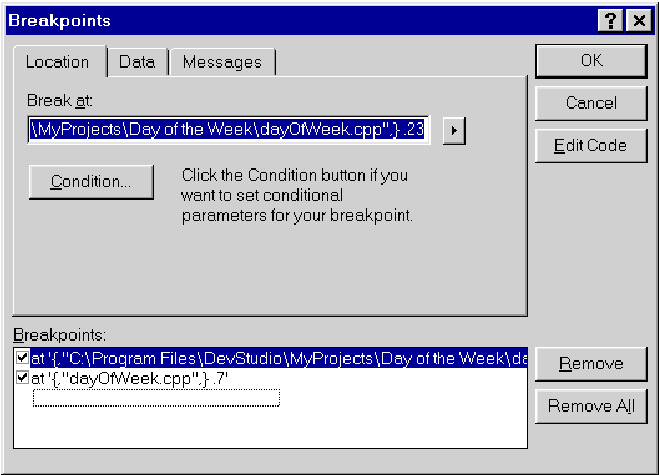 Breakpoints
Location Data Messages
OK
Cancel
Edit Code
Break at:
\MyProjects\Day of the Week\dayOfWeek.cpp",} .23
Condition...
Click the Condition button if you
want to set conditional
parameters for your breakpoint.
Breakpoints:
at '{,"C:\Program Files\DevStudio\MyProjects\Day of the Week\da
at '{,"dayOfWeek.cpp",} .7'
Remove
Remove All